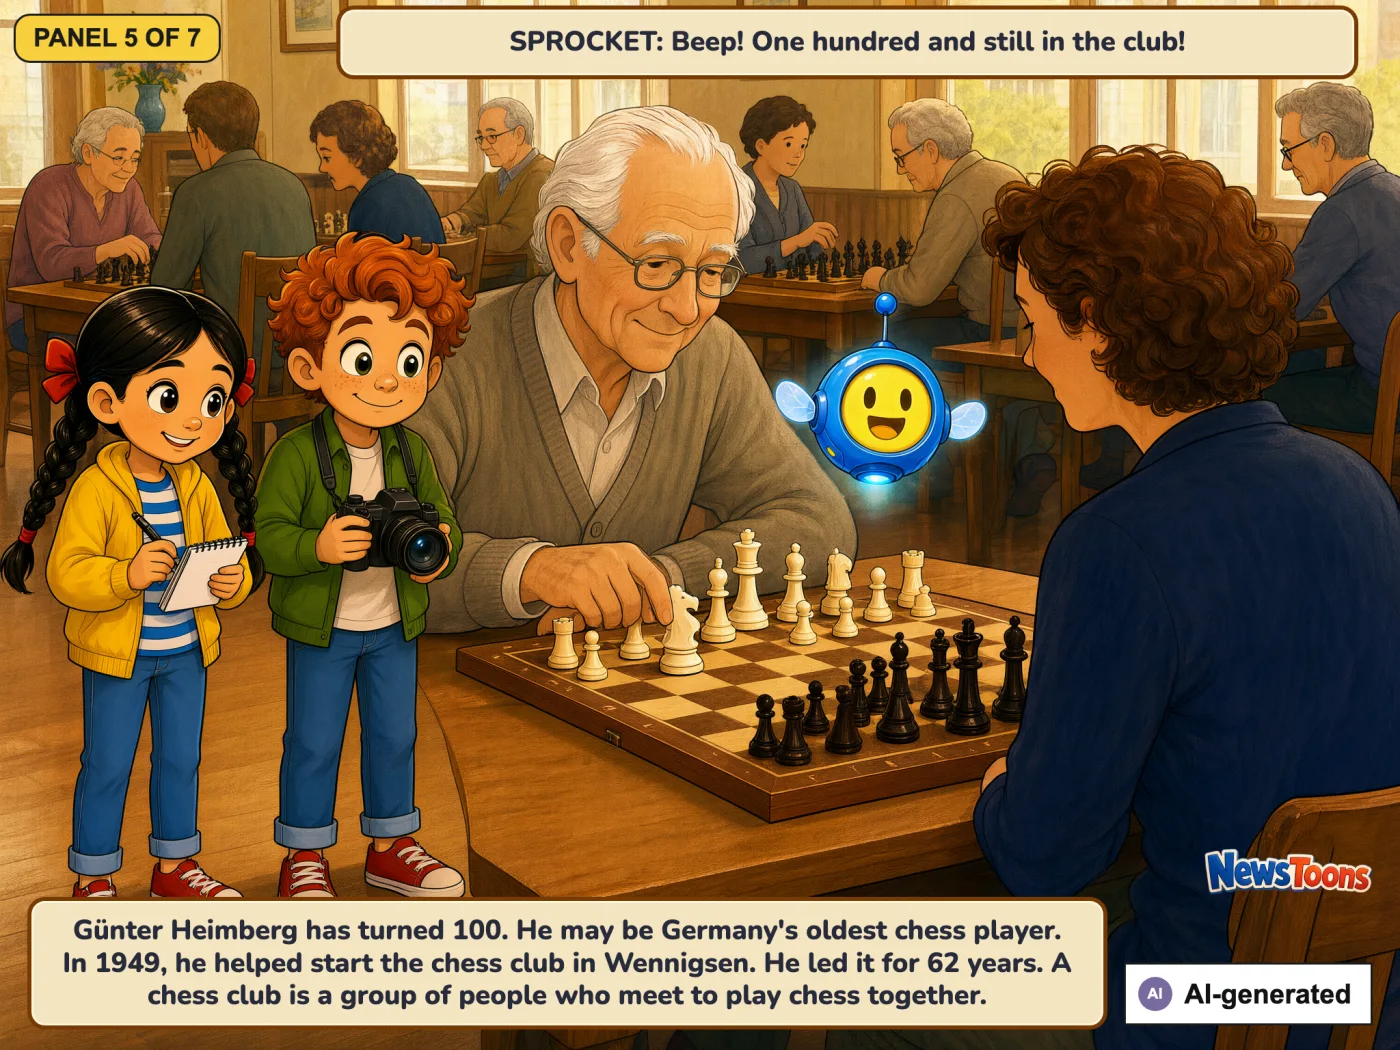 PANEL 5 OF 7
SPROCKET: Beep! One hundred and still in the club!
NewsToons
Günter Heimberg has turned 100. He may be Germany's oldest chess player.
In 1949, he helped start the chess club in Wennigsen. He led it for 62 years. A
chess club is a group of people who meet to play chess together.
AI AI-generated